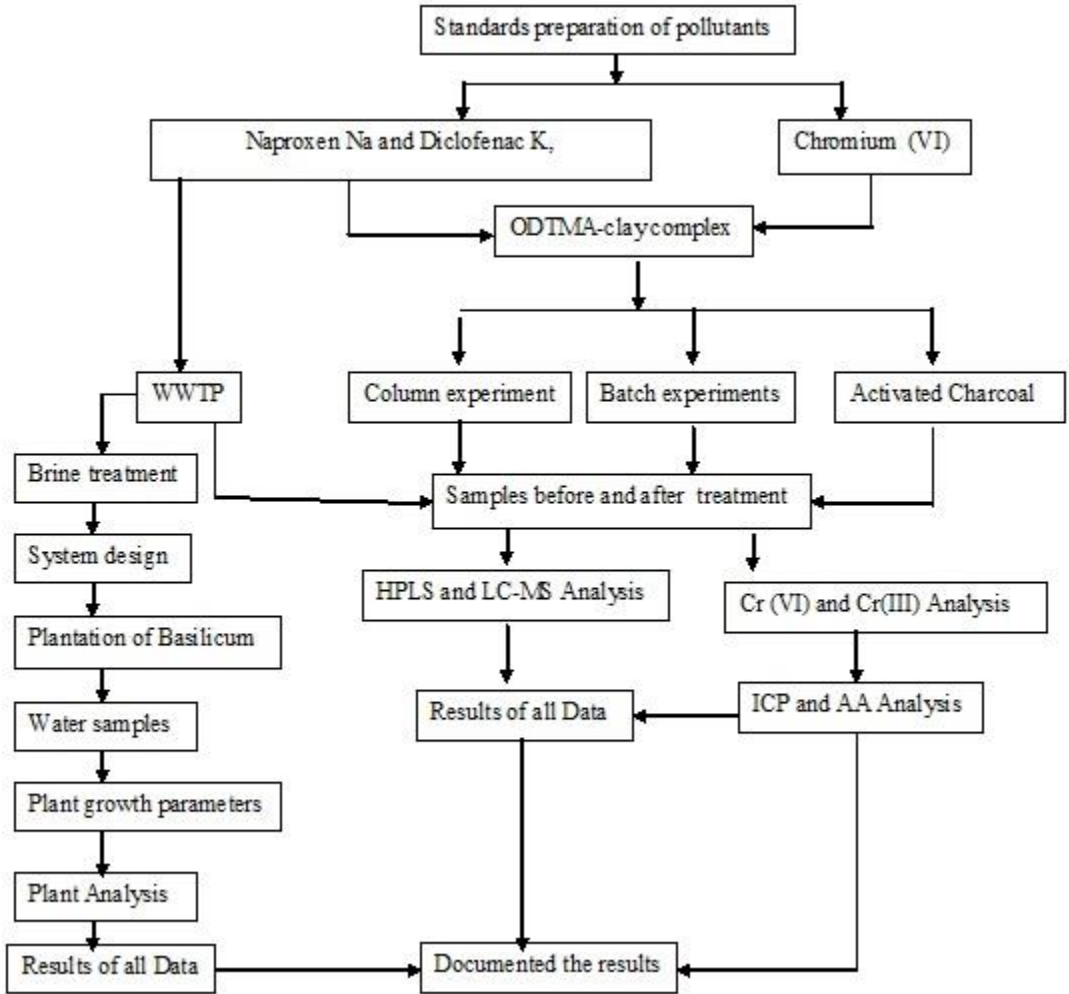 Standards preparation of pollutants
Naproxen Na and Diclofenac K,
Chromium (VI)
ODTMA-clay complex
WWTP
Column experiment
Batch experiments
Activated Charcoal
Brine treatment
Samples before and after treatment
System design
HPLS and LC-MS Analysis
Cr (VI) and Cr(III) Analysis
Plantation of Basilicum
Water samples
Results of all Data
ICP and AA Analysis
Plant growth parameters
Plant Analysis
Results of all Data
Documented the results